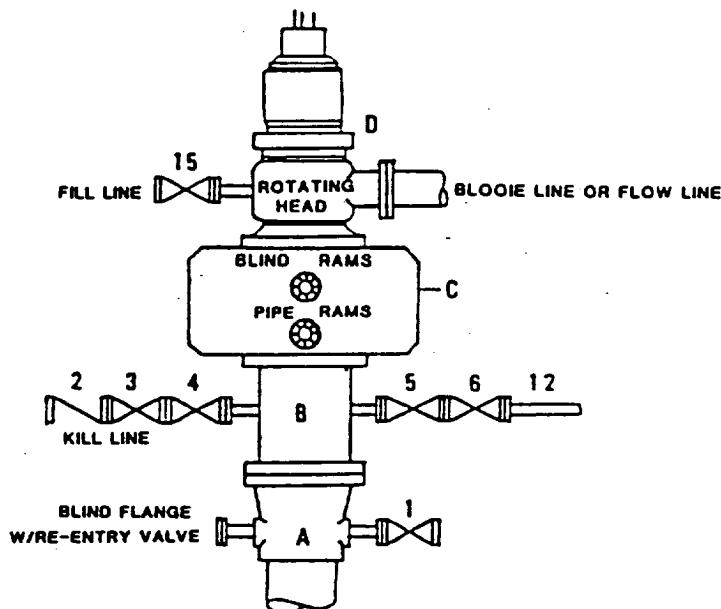 D
15
FILL LINE
ROTATING
HEAD
BLOOIE LINE OR FLOW LINE
BLIND RAMS
C
PIPE RAMS
2 3 4
5 6 12
B
KILL LINE
BLIND FLANGE
W/RE-ENTRY VALVE
A
1